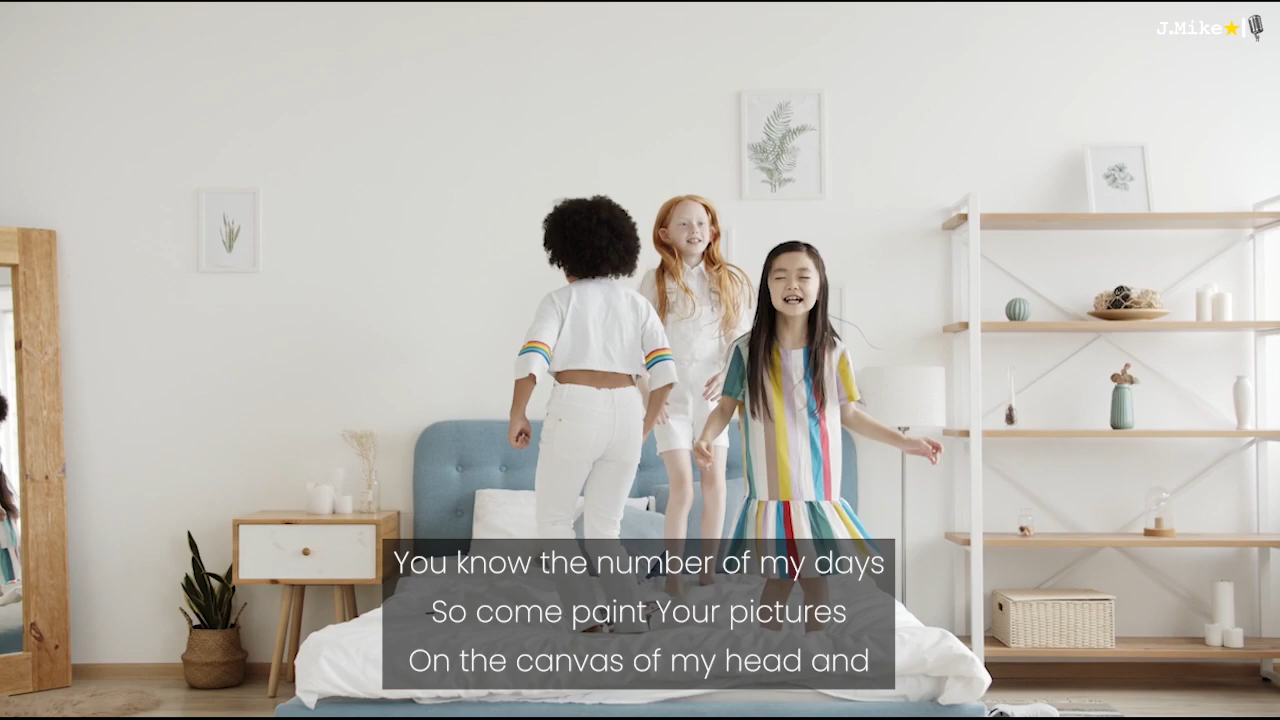 J.Mike
You know the number of my days
So come paint Your pictures
On the canvas of my head and